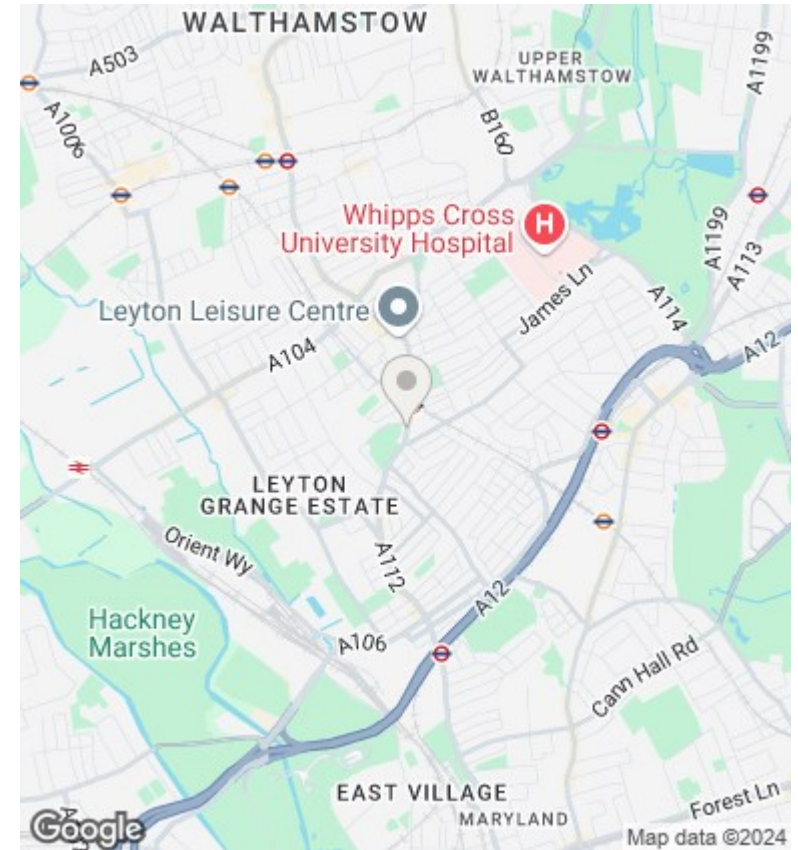 WALTHAMSTOW
A503
UPPER
WALTHAMSTOW
A1199
A1006
B160
Whipps Cross
University Hospital
H
A1199
A113
James Ln
Leyton Leisure Centre
A114
A104
A12
LEYTON
GRANGE ESTATE
Orient Wy
A112
A12
Hackney
Marshes
A106
Cann Hall Rd
EAST VILLAGE
MARYLAND
Forest Ln
Google
Map data ©2024